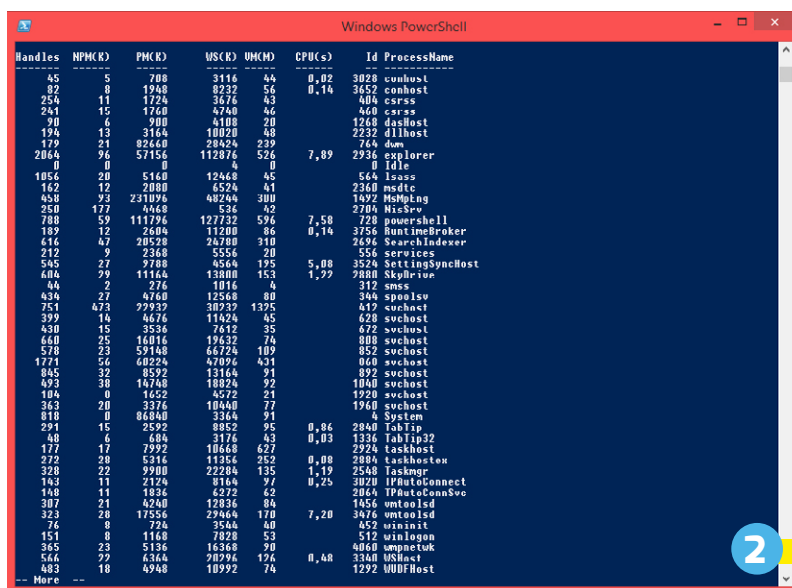 Windows PowerShell
Handles NPM(K) PM(K) WS(K) VM(M) CPU(s) Id ProcessName
------- ------ ----- ----- ----- ------ -- -----------
45 5 708 3116 44 0,02 3028 conhost
82 8 1948 8232 56 0,14 3652 conhost
254 11 1724 3676 43 404 csrss
241 15 1760 4740 46 460 csrss
90 6 900 4108 20 1268 dasHost
194 13 3164 10020 48 2232 dllhost
179 21 82660 28424 239 764 dwm
2064 96 57156 112876 526 7,89 2936 explorer
0 0 0 4 0 0 Idle
1056 20 5160 12468 45 564 lsass
162 12 2080 6524 41 2360 msdtc
458 93 231096 48244 300 1492 MsMpEng
250 177 4468 536 42 2704 NisSrv
788 59 111796 127732 596 7,58 728 powershell
189 12 2604 11200 86 0,14 3756 RuntimeBroker
616 47 20528 24780 310 2696 SearchIndexer
212 9 2368 5556 20 556 services
545 27 9788 4564 195 5,08 3524 SettingSyncHost
604 29 11164 13800 153 1,22 2880 SkyDrive
44 2 276 1016 4 312 smss
434 27 4760 12568 80 344 spoolsv
751 473 22932 30232 1325 412 svchost
399 14 4676 11424 45 628 svchost
430 15 3536 7612 35 672 svchost
660 25 16016 19632 74 808 svchost
578 23 59148 66724 109 852 svchost
1771 56 60224 47096 431 860 svchost
845 32 8592 13164 91 892 svchost
493 38 14748 18824 92 1040 svchost
104 0 1652 4572 21 1920 svchost
363 20 3376 10440 77 1960 svchost
818 0 86840 3364 91 4 System
291 15 2592 8852 95 0,86 2840 TabTip
48 6 684 3176 43 0,03 1336 TabTip32
177 17 7992 10668 627 2924 taskhost
272 28 5316 11356 252 0,08 2884 taskhostex
328 22 9900 22284 135 1,19 2548 Taskmgr
143 11 2124 8164 97 0,25 3020 TPAutoConnect
148 11 1836 6272 62 2064 TPAutoConnSvc
307 21 4240 12836 84 1456 vmtoolsd
323 28 17556 29464 170 7,20 3476 vmtoolsd
76 8 724 3544 40 452 wininit
151 8 1168 7828 53 512 winlogon
365 23 5136 16368 90 4060 wmpnetwk
566 22 6364 20296 126 0,48 3340 WSHost
483 18 4948 10992 74 1292 WUDFHost
-- More --
2